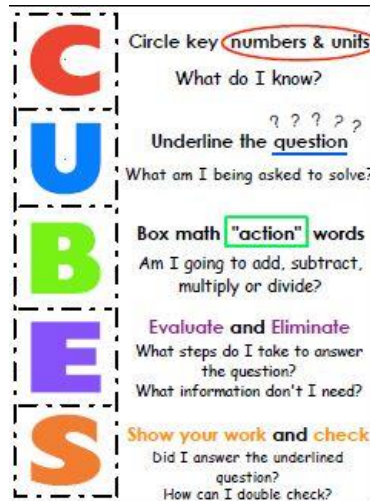 C
Circle key numbers & units
What do I know?
U
? ? ? ? ?
Underline the question
What am I being asked to solve?
B
Box math "action" words
Am I going to add, subtract,
multiply or divide?
E
Evaluate and Eliminate
What steps do I take to answer
the question?
What information don't I need?
S
Show your work and check
Did I answer the underlined
question?
How can I double check?